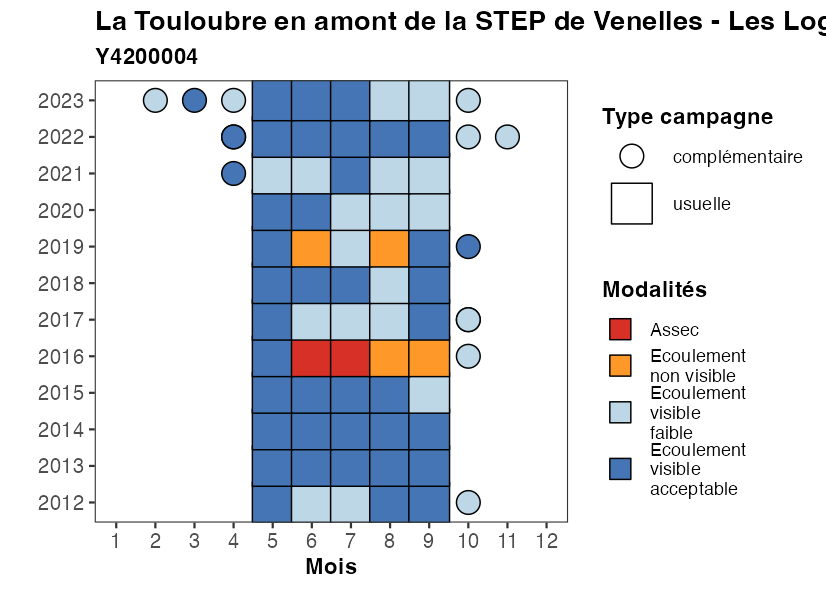 La Touloubre en amont de la STEP de Venelles - Les Log
Y4200004
2023
2022
2021
2020
2019
2018
2017
2016
2015
2014
2013
2012
1 2 3 4 5 6 7 8 9 10 11 12
Mois
Type campagne
complémentaire
usuelle
Modalités
Assec
Ecoulement
non visible
Ecoulement
visible
faible
Ecoulement
visible
acceptable